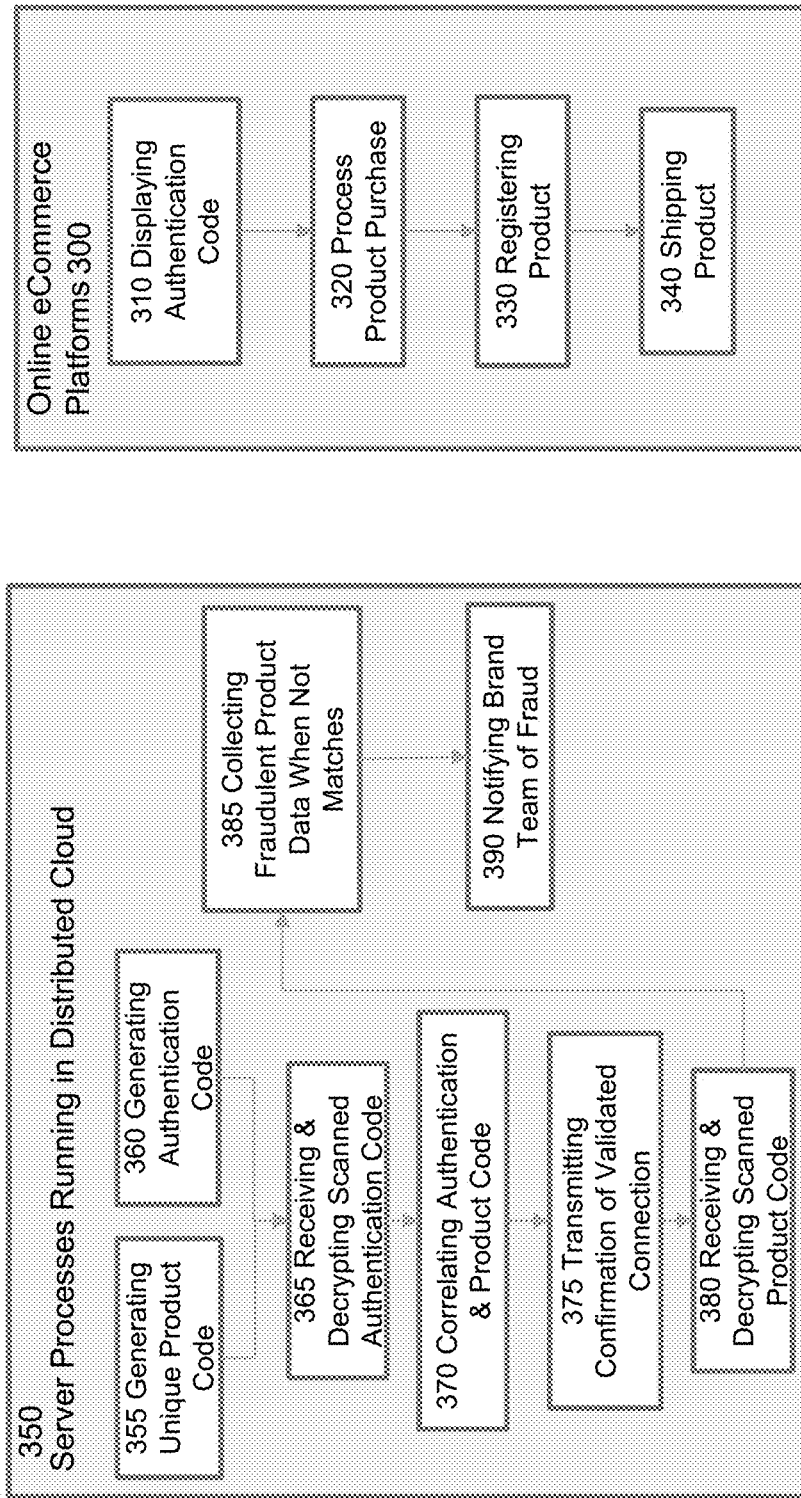 350
Server Processes Running in Distributed Cloud
355 Generating
Unique Product
Code
360 Generating
Authentication
Code
365 Receiving &
Decrypting Scanned
Authentication Code
370 Correlating Authentication
& Product Code
375 Transmitting
Confirmation of Validated
Connection
380 Receiving &
Decrypting Scanned
Product Code
385 Collecting
Fraudulent Product
Data When Not
Matches
390 Notifying Brand
Team of Fraud
Online eCommerce
Platforms 300
310 Displaying
Authentication
Code
320 Process
Product Purchase
330 Registering
Product
340 Shipping
Product